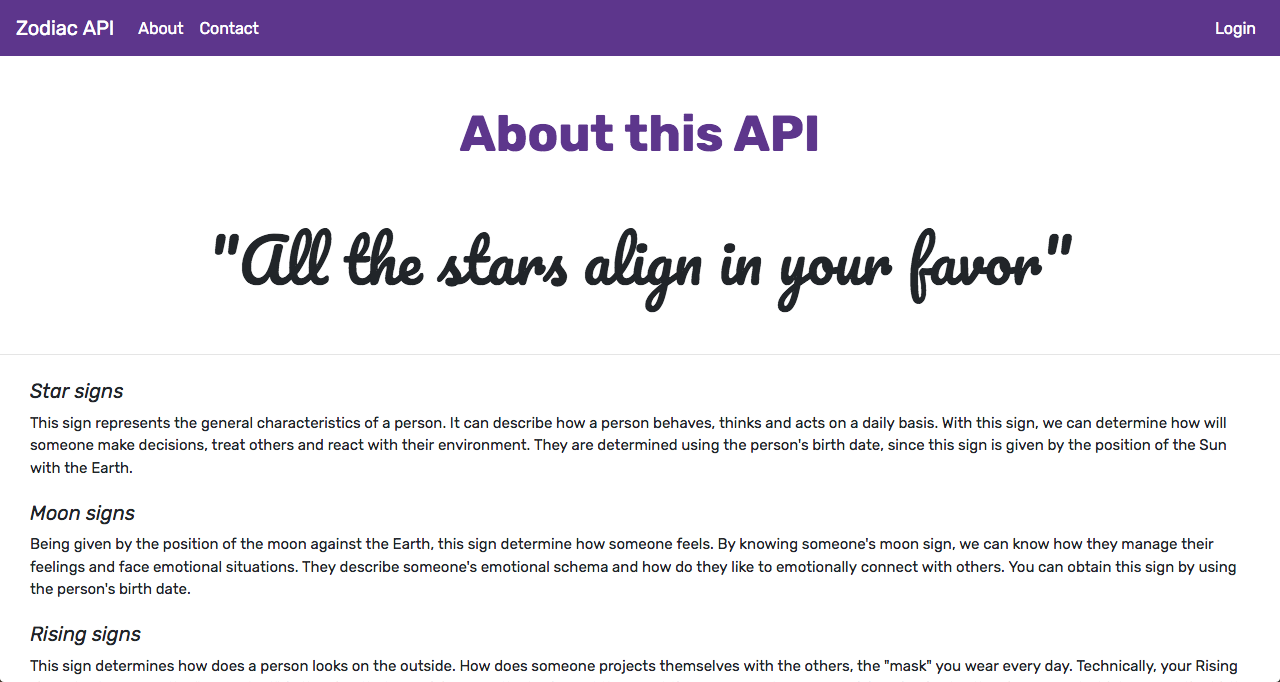 Zodiac API About Contact Login
About this API
"All the stars align in your favor"
Star signs
This sign represents the general characteristics of a person. It can describe how a person behaves, thinks and acts on a daily basis. With this sign, we can determine how will
someone make decisions, treat others and react with their environment. They are determined using the person's birth date, since this sign is given by the position of the Sun
with the Earth.
Moon signs
Being given by the position of the moon against the Earth, this sign determine how someone feels. By knowing someone's moon sign, we can know how they manage their
feelings and face emotional situations. They describe someone's emotional schema and how do they like to emotionally connect with others. You can obtain this sign by using
the person's birth date.
Rising signs
This sign determines how does a person looks on the outside. How does someone projects themselves with the others, the "mask" you wear every day. Technically, your Rising